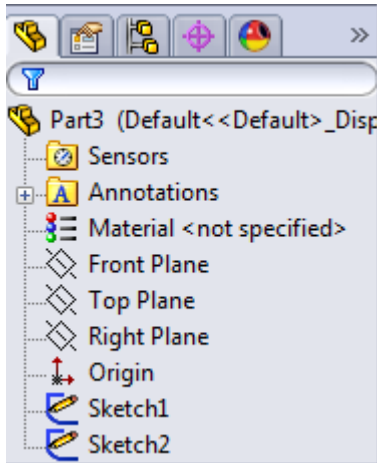 »
Part3 (Default<<Default>_Disp
Sensors
A Annotations
Material <not specified>
Front Plane
Top Plane
Right Plane
Origin
Sketch1
Sketch2